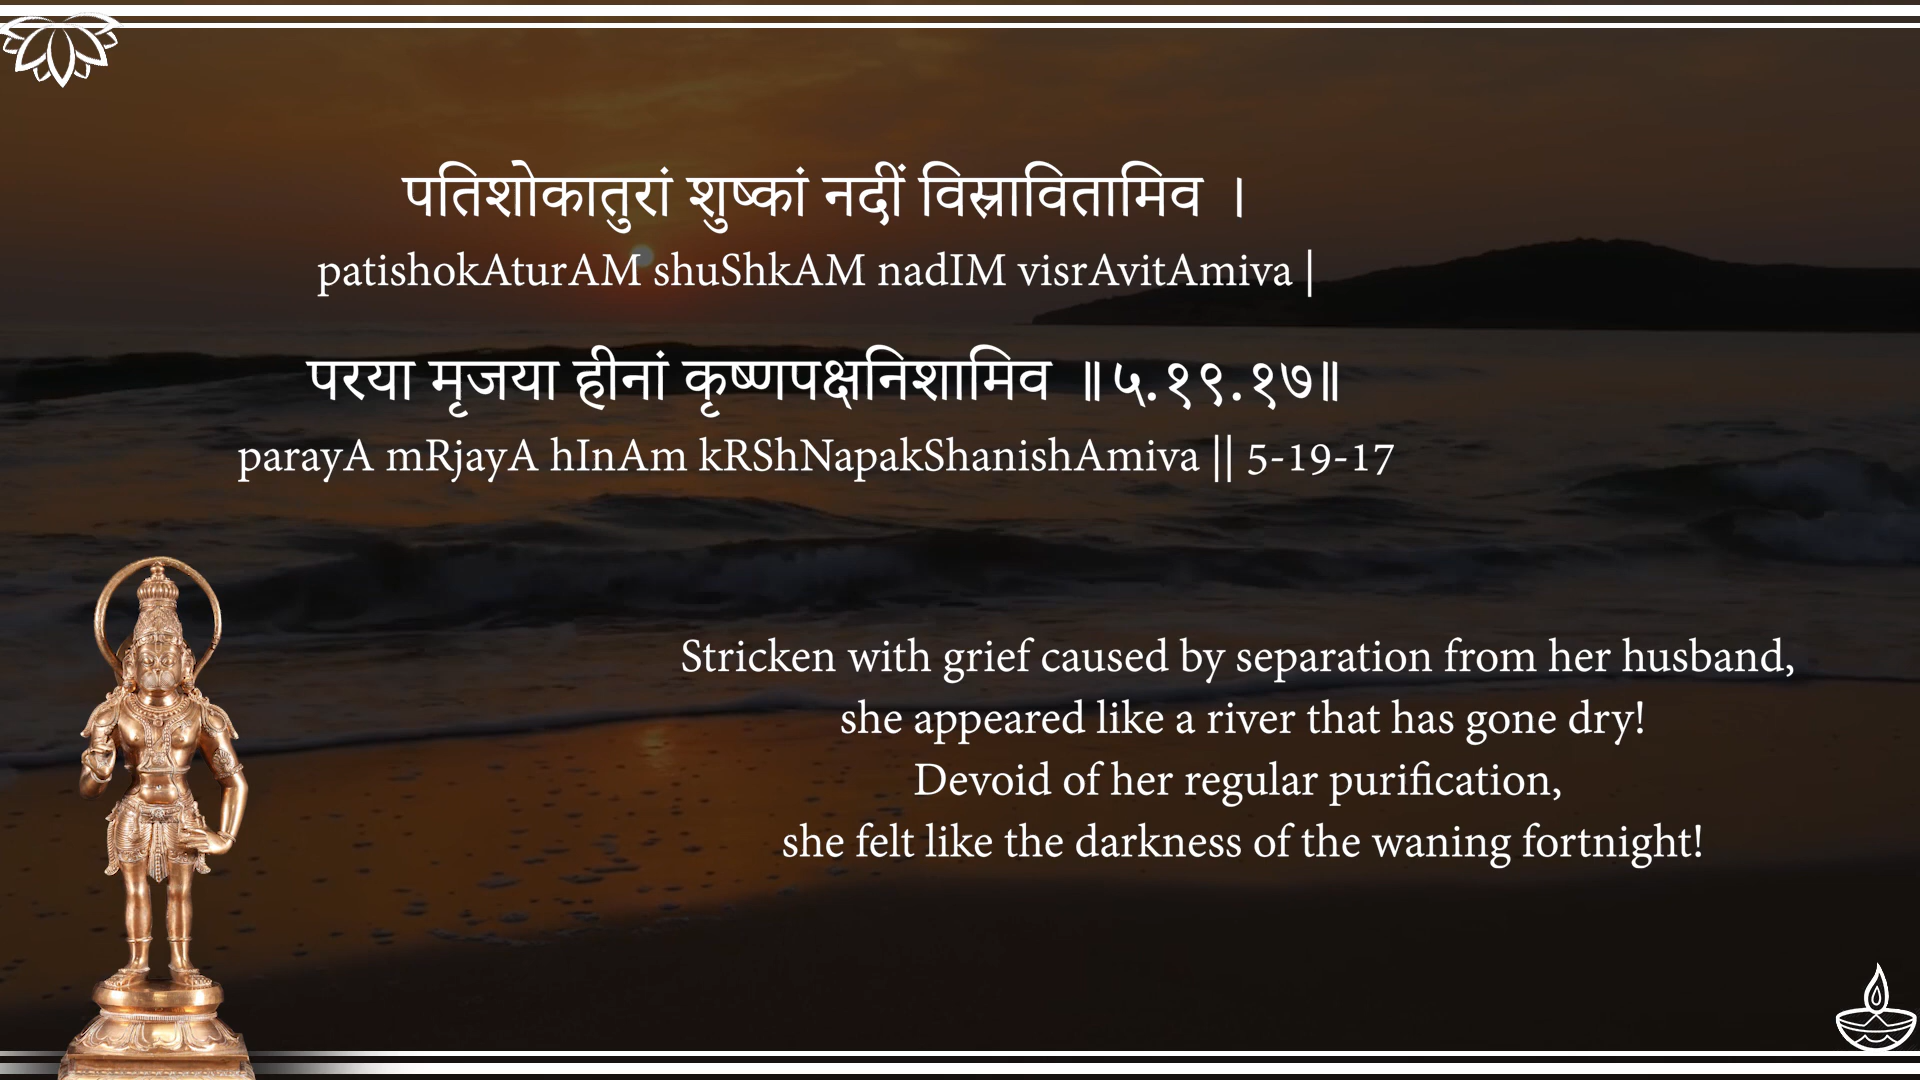 पतिशोकातुरां शुष्कां नदीं विस्रावितामिव ।
patishokAturAM shuShkAM nadIM visrAvitAmiva |
परया मृजया हीनां कृष्णपक्षनिशामिव ॥५.१९.१७॥
parayA mRjayA hInAm kRShNapakShanishAmiva || 5-19-17
Stricken with grief caused by separation from her husband,
she appeared like a river that has gone dry!
Devoid of her regular purification,
she felt like the darkness of the waning fortnight!